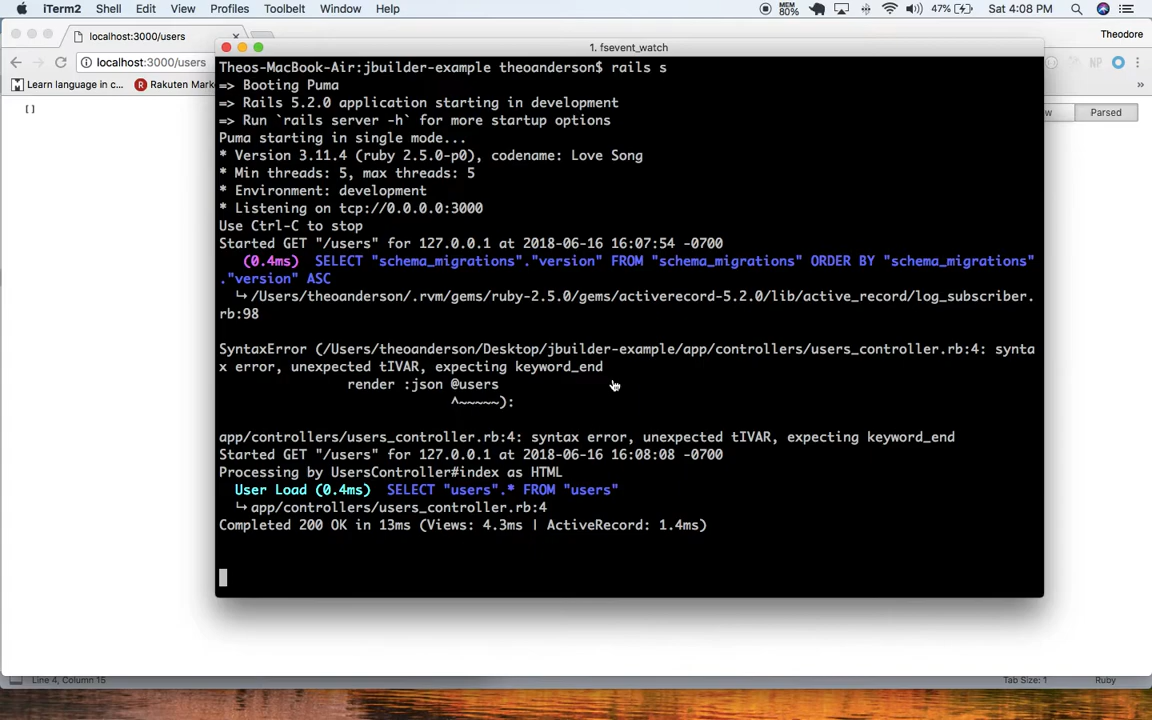 iTerm2 Shell Edit View Profiles Toolbelt Window Help MEM 80% 47% Sat 4:08 PM
localhost:3000/users Theodore
localhost:3000/users NP
Learn language in c... Rakuten Mark »
[] Parsed
1. fsevent_watch
Theos-MacBook-Air:jbuilder-example theoanderson$ rails s
=> Booting Puma
=> Rails 5.2.0 application starting in development
=> Run `rails server -h` for more startup options
Puma starting in single mode...
* Version 3.11.4 (ruby 2.5.0-p0), codename: Love Song
* Min threads: 5, max threads: 5
* Environment: development
* Listening on tcp://0.0.0.0:3000
Use Ctrl-C to stop
Started GET "/users" for 127.0.0.1 at 2018-06-16 16:07:54 -0700
(0.4ms) SELECT "schema_migrations"."version" FROM "schema_migrations" ORDER BY "schema_migrations"
."version" ASC
↳ /Users/theoanderson/.rvm/gems/ruby-2.5.0/gems/activerecord-5.2.0/lib/active_record/log_subscriber.
rb:98
SyntaxError (/Users/theoanderson/Desktop/jbuilder-example/app/controllers/users_controller.rb:4: synta
x error, unexpected tIVAR, expecting keyword_end
render :json @users
^~~~~~):
app/controllers/users_controller.rb:4: syntax error, unexpected tIVAR, expecting keyword_end
Started GET "/users" for 127.0.0.1 at 2018-06-16 16:08:08 -0700
Processing by UsersController#index as HTML
User Load (0.4ms) SELECT "users".* FROM "users"
↳ app/controllers/users_controller.rb:4
Completed 200 OK in 13ms (Views: 4.3ms | ActiveRecord: 1.4ms)
Line 4, Column 15 Tab Size: 1 Ruby